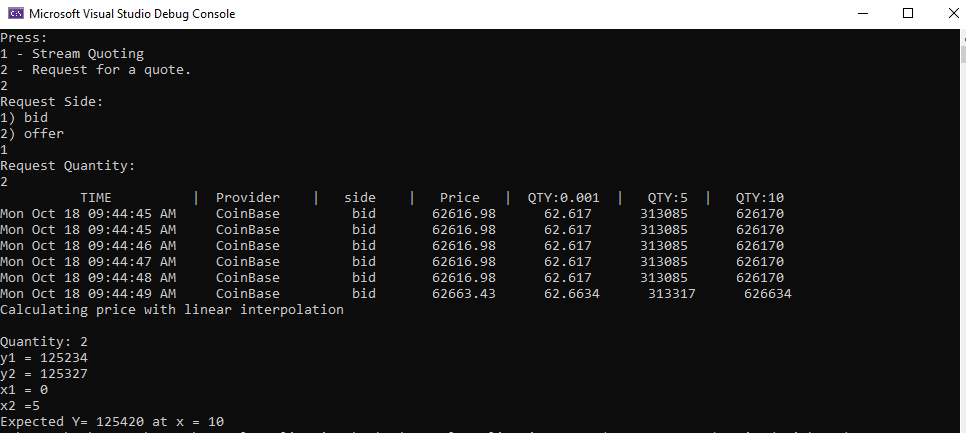 Microsoft Visual Studio Debug Console
Press:
1 - Stream Quoting
2 - Request for a quote.
2
Request Side:
1) bid
2) offer
1
Request Quantity:
2
TIME | Provider | side | Price | QTY:0.001 | QTY:5 | QTY:10
Mon Oct 18 09:44:45 AM CoinBase bid 62616.98 62.617 313085 626170
Mon Oct 18 09:44:45 AM CoinBase bid 62616.98 62.617 313085 626170
Mon Oct 18 09:44:46 AM CoinBase bid 62616.98 62.617 313085 626170
Mon Oct 18 09:44:47 AM CoinBase bid 62616.98 62.617 313085 626170
Mon Oct 18 09:44:48 AM CoinBase bid 62616.98 62.617 313085 626170
Mon Oct 18 09:44:49 AM CoinBase bid 62663.43 62.6634 313317 626634
Calculating price with linear interpolation
Quantity: 2
y1 = 125234
y2 = 125327
x1 = 0
x2 =5
Expected Y= 125420 at x = 10